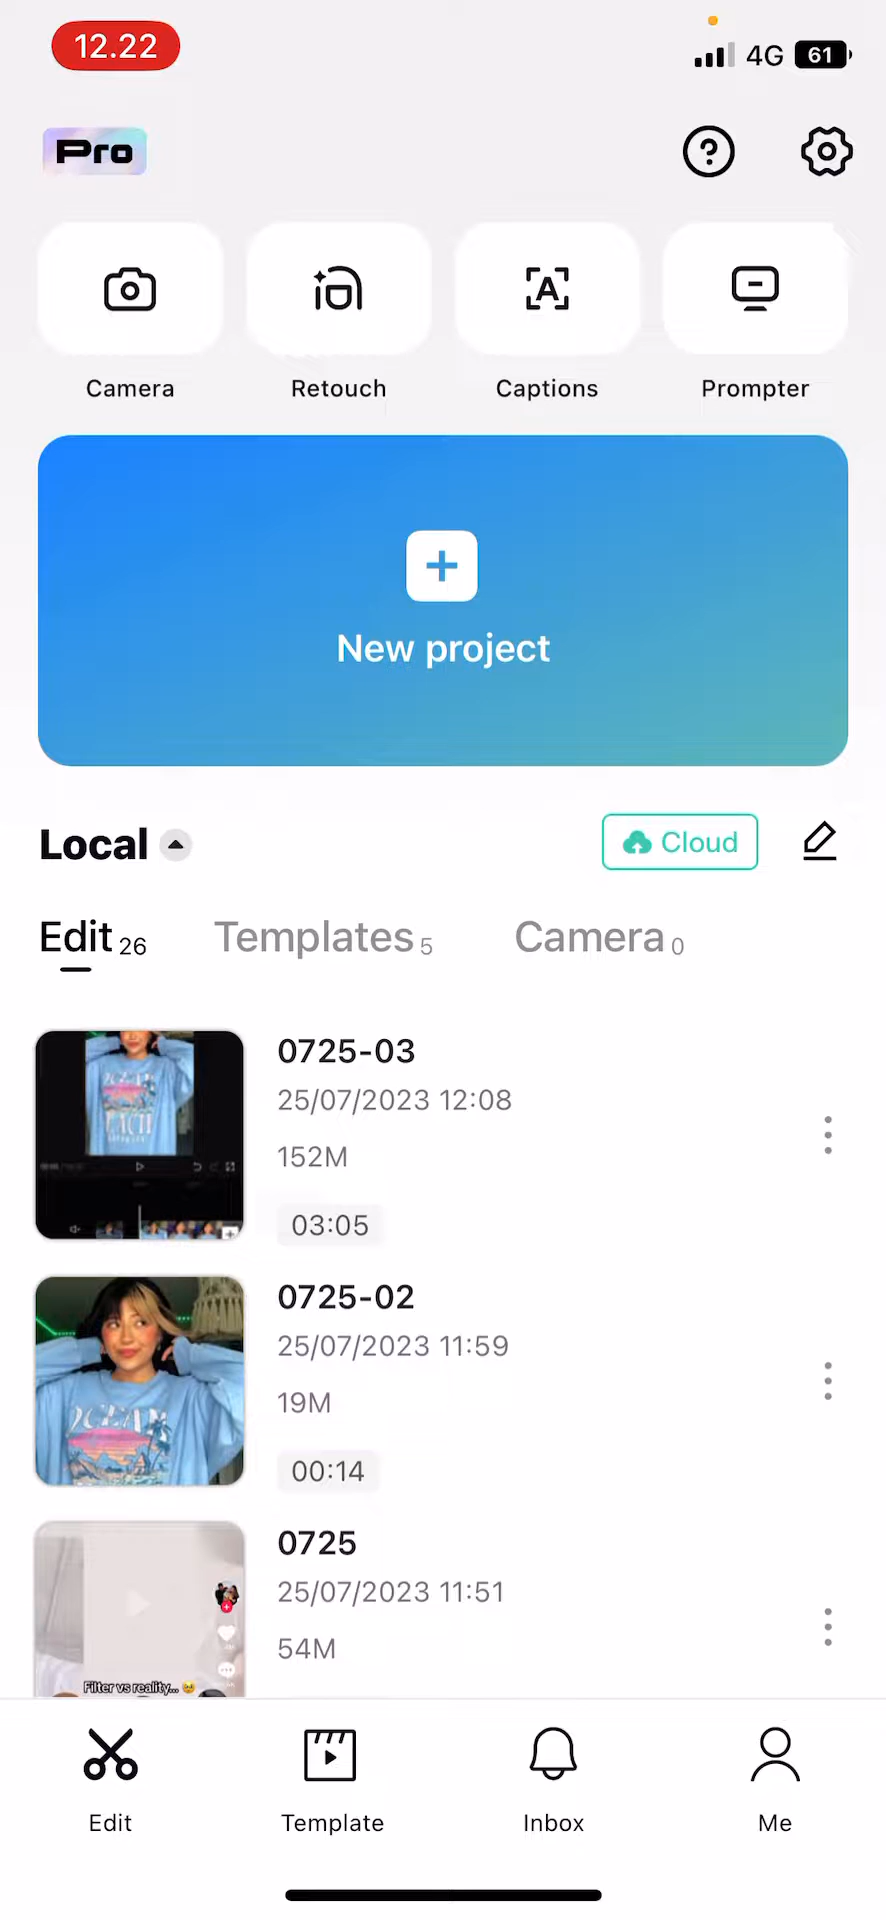 12.22
4G 61
Pro
Camera Retouch Captions Prompter
New project
Local Cloud
Edit 26 Templates 5 Camera 0
0725-03
25/07/2023 12:08
152M
03:05
0725-02
25/07/2023 11:59
19M
00:14
0725
25/07/2023 11:51
54M
Filter vs reality... 🥹
Edit Template Inbox Me